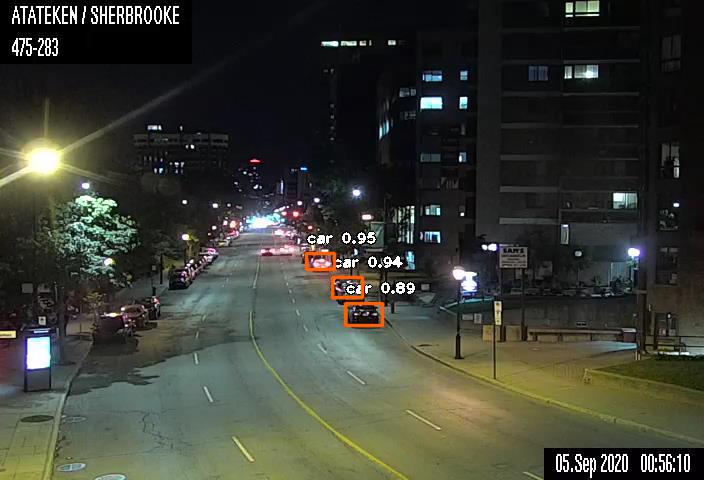 ATATEKEN / SHERBROOKE
475-283
car 0.95
car 0.94
car 0.89
05.Sep 2020 00:56:10